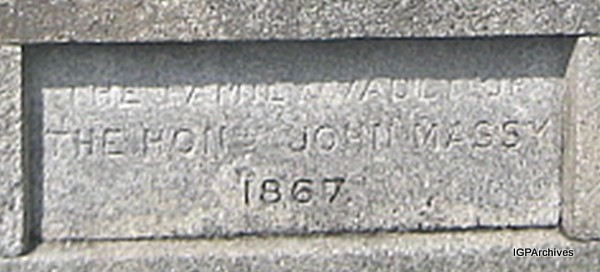 THE FAMILY VAULT OF
THE HONᴮᴸᴱ JOHN MASSY
1867.
IGPArchives